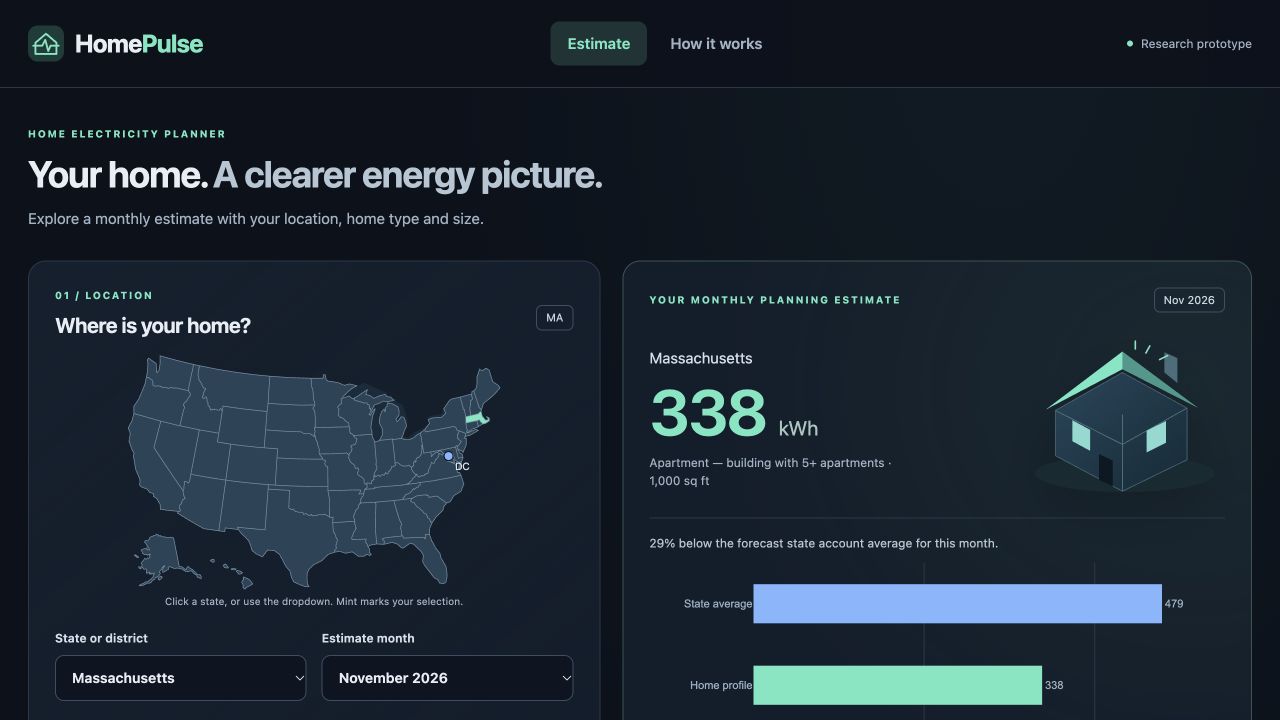 HomePulse
Estimate
How it works
Research prototype
HOME ELECTRICITY PLANNER
Your home. A clearer energy picture.
Explore a monthly estimate with your location, home type and size.
01 / LOCATION
Where is your home?
MA
DC
Click a state, or use the dropdown. Mint marks your selection.
State or district
Estimate month
Massachusetts
November 2026
YOUR MONTHLY PLANNING ESTIMATE
Nov 2026
Massachusetts
338 kWh
Apartment — building with 5+ apartments ·
1,000 sq ft
29% below the forecast state account average for this month.
State average
479
Home profile
338